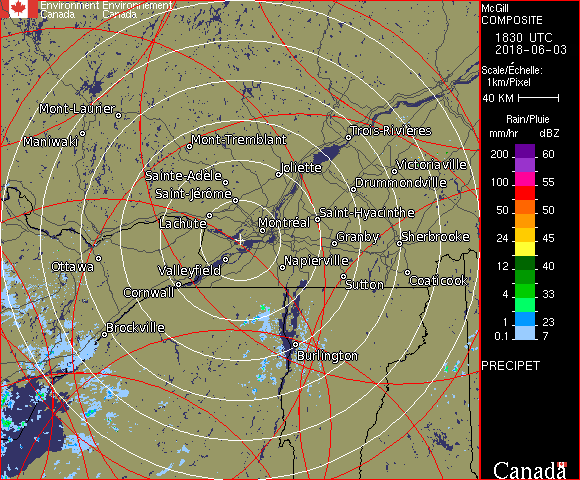 Environment Environnement
Canada Canada
McGill
COMPOSITE
1830 UTC
2018-06-03
Scale/Échelle:
1km/Pixel
40 KM
Rain/Pluie
mm/hr dBZ
200 60
100 55
50 50
24 45
12 40
4 33
1 23
0.1 7
PRECIPET
Canada
Mont-Laurier
Maniwaki
Mont-Tremblant
Trois-Rivières
Sainte-Adèle
Joliette
Victoriaville
Saint-Jérôme
Drummondville
Lachute
Montréal
Saint-Hyacinthe
Granby
Sherbrooke
Ottawa
Valleyfield
Napierville
Cornwall
Sutton
Coaticook
Brockville
Burlington